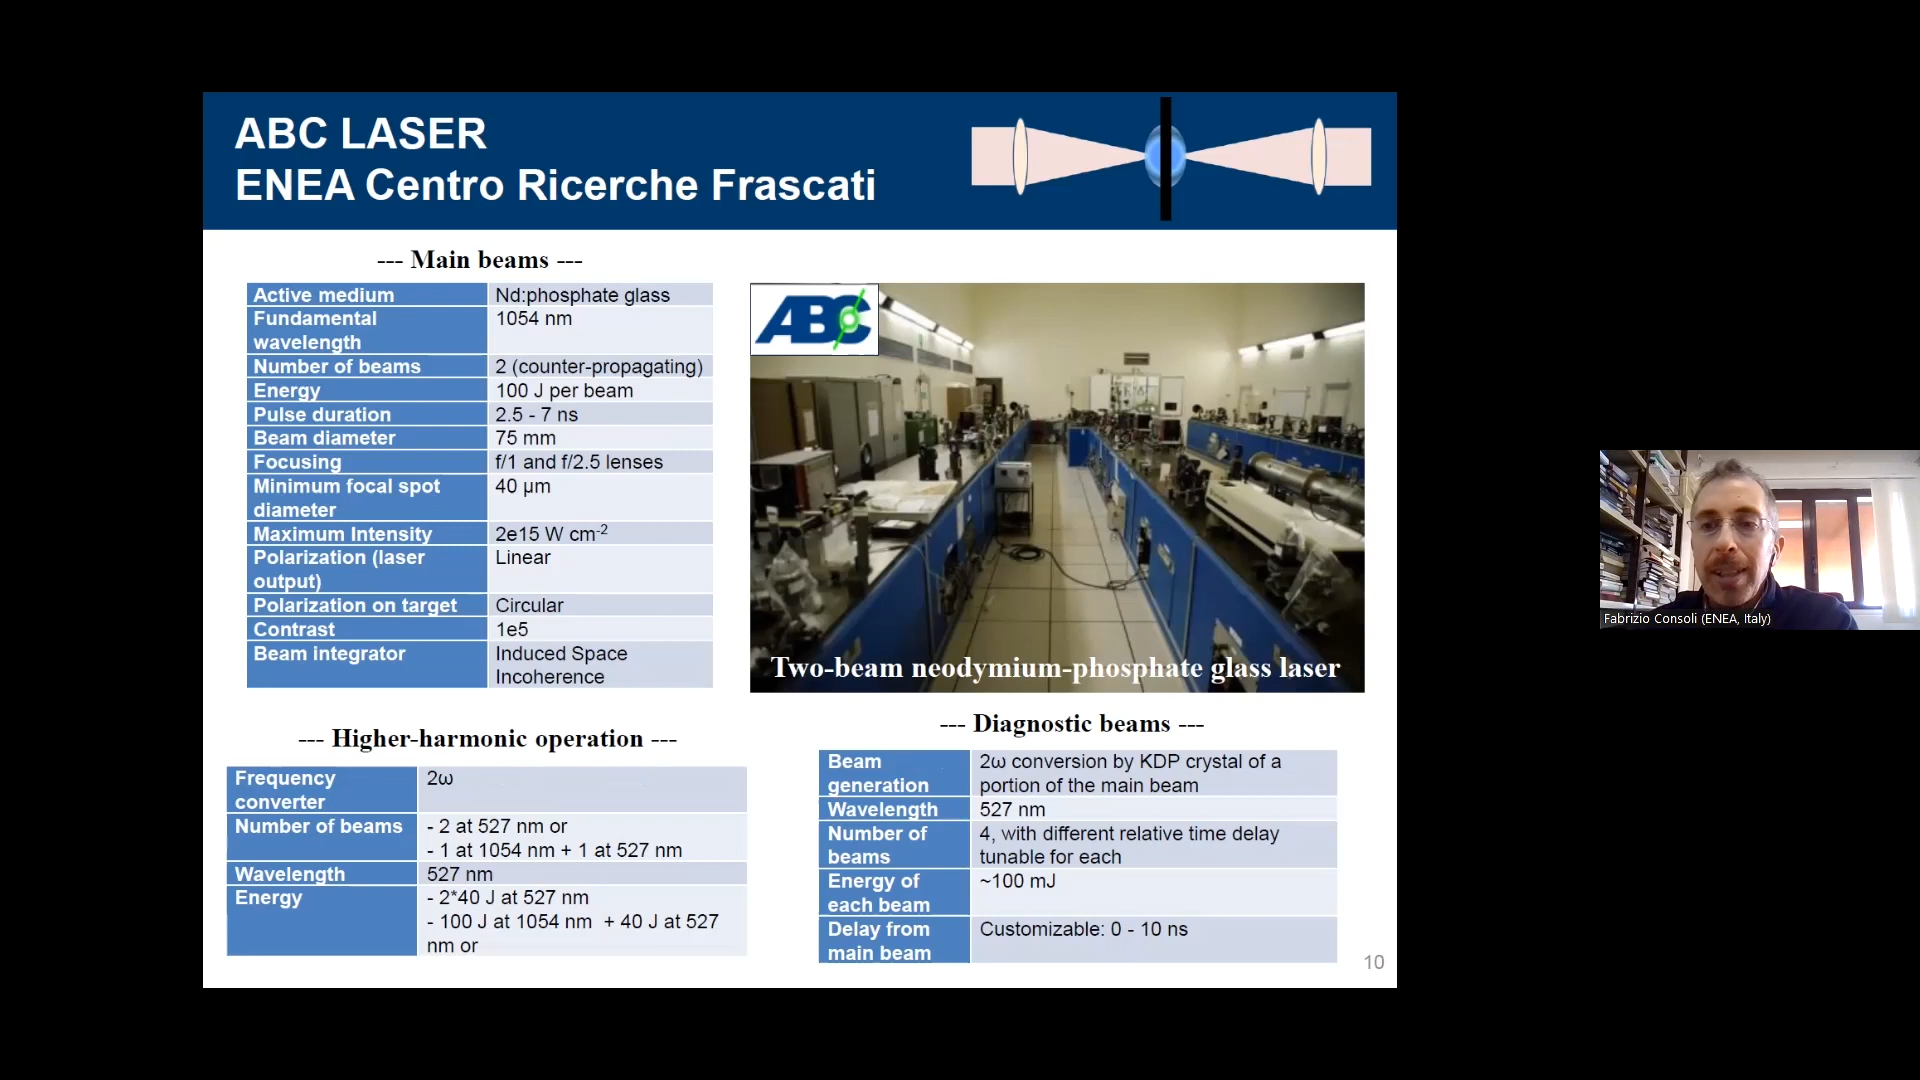 ABC LASER
ENEA Centro Ricerche Frascati
--- Main beams ---
Active medium Nd:phosphate glass
Fundamental 1054 nm
wavelength
Number of beams 2 (counter-propagating)
Energy 100 J per beam
Pulse duration 2.5 - 7 ns
Beam diameter 75 mm
Focusing f/1 and f/2.5 lenses
Minimum focal spot 40 µm
diameter
Maximum Intensity 2e15 W cm-2
Polarization (laser Linear
output)
Polarization on target Circular
Contrast 1e5
Beam integrator Induced Space
Incoherence
ABC
Two-beam neodymium-phosphate glass laser
--- Higher-harmonic operation ---
Frequency 2ω
converter
Number of beams - 2 at 527 nm or
- 1 at 1054 nm + 1 at 527 nm
Wavelength 527 nm
Energy - 2*40 J at 527 nm
- 100 J at 1054 nm + 40 J at 527
nm or
--- Diagnostic beams ---
Beam 2ω conversion by KDP crystal of a
generation portion of the main beam
Wavelength 527 nm
Number of 4, with different relative time delay
beams tunable for each
Energy of ~100 mJ
each beam
Delay from Customizable: 0 - 10 ns
main beam
10
Fabrizio Consoli (ENEA, Italy)